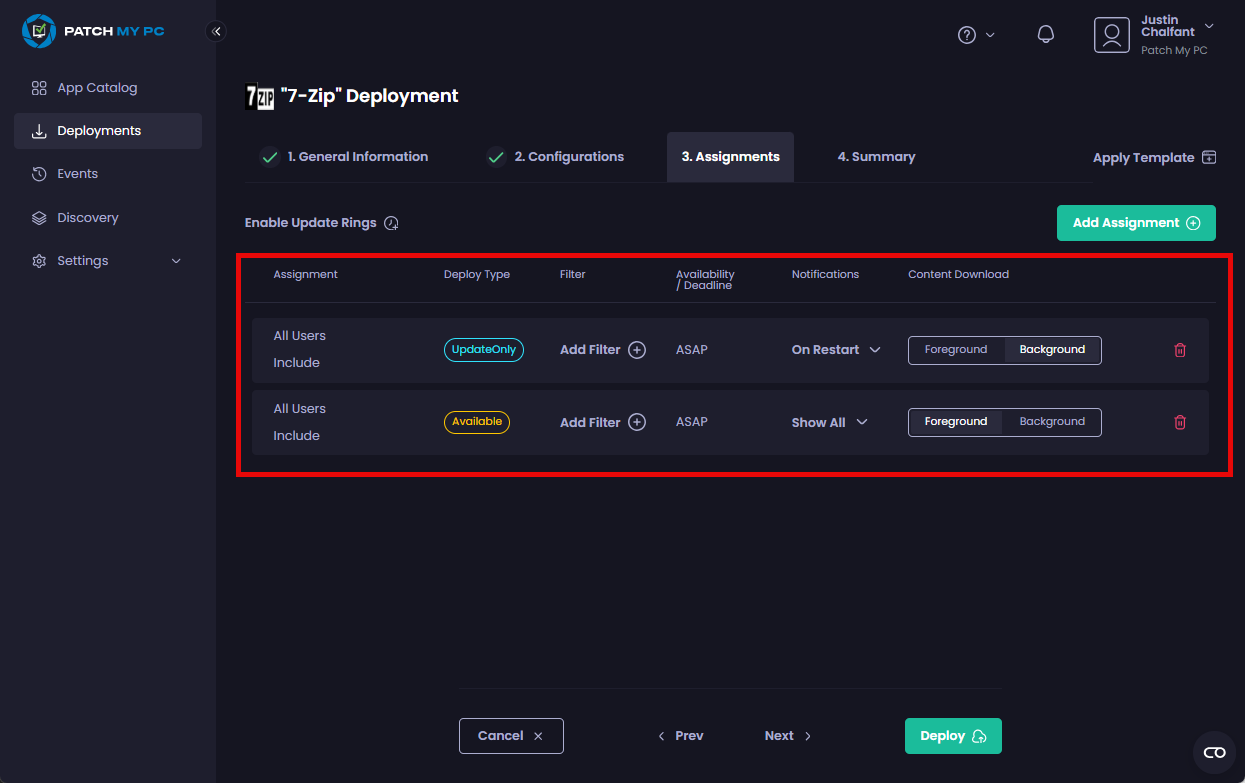 PATCH MY PC
Justin
Chalfant
Patch My PC
App Catalog
Deployments
Events
Discovery
Settings
7ZIP "7-Zip" Deployment
1. General Information
2. Configurations
3. Assignments
4. Summary
Apply Template
Enable Update Rings
Add Assignment
Assignment
Deploy Type
Filter
Availability
/ Deadline
Notifications
Content Download
All Users
Include
UpdateOnly
Add Filter
ASAP
On Restart
Foreground
Background
All Users
Include
Available
Add Filter
ASAP
Show All
Foreground
Background
Cancel
Prev
Next
Deploy